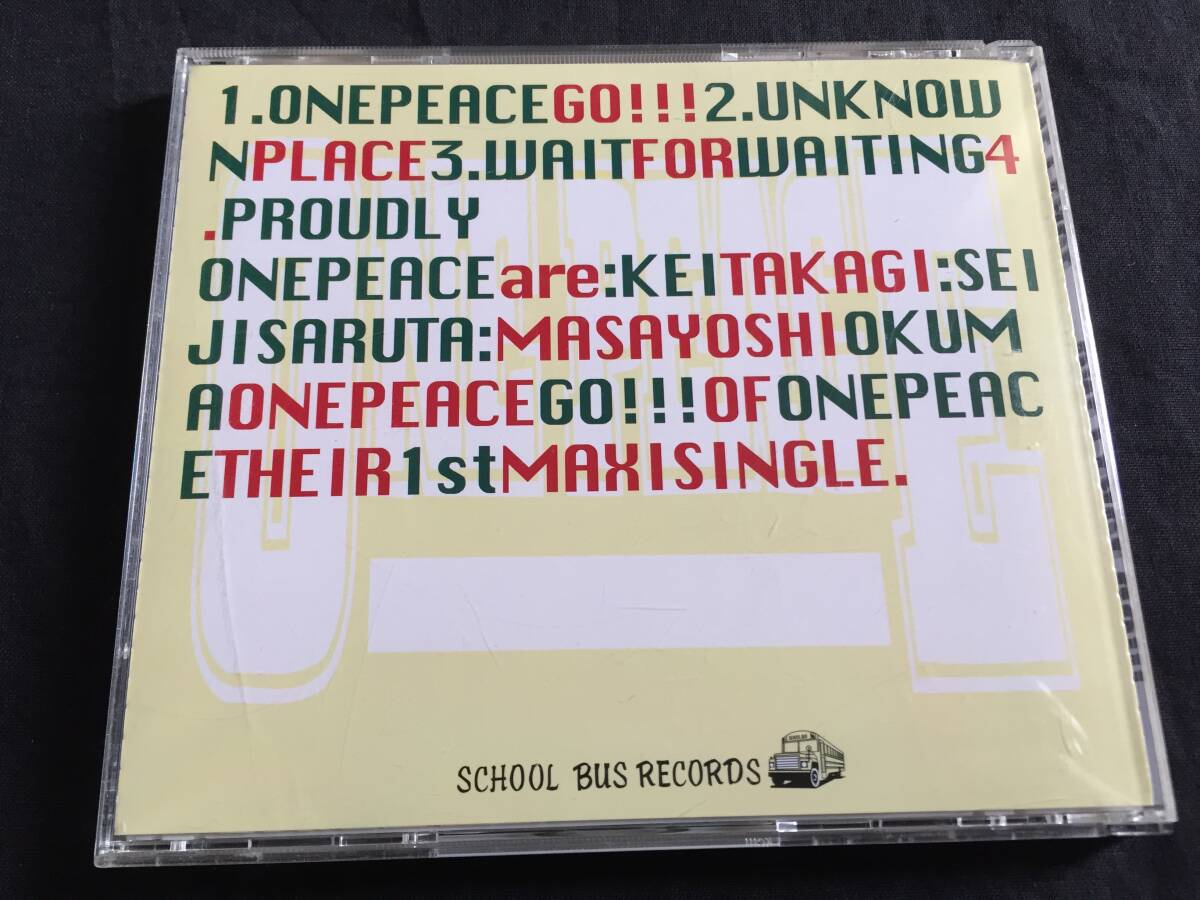 1.ONEPEACEGO!!!2.UNKNOW
NPLACE3.WAITFORWAITING4
.PROUDLY
ONEPEACEare:KEITAKAGI:SEI
JISARUTA:MASAYOSHIOKUM
AONEPEACEGO!!!OFONEPEAC
ETHEIR1stMAXISINGLE.
SCHOOL BUS RECORDS